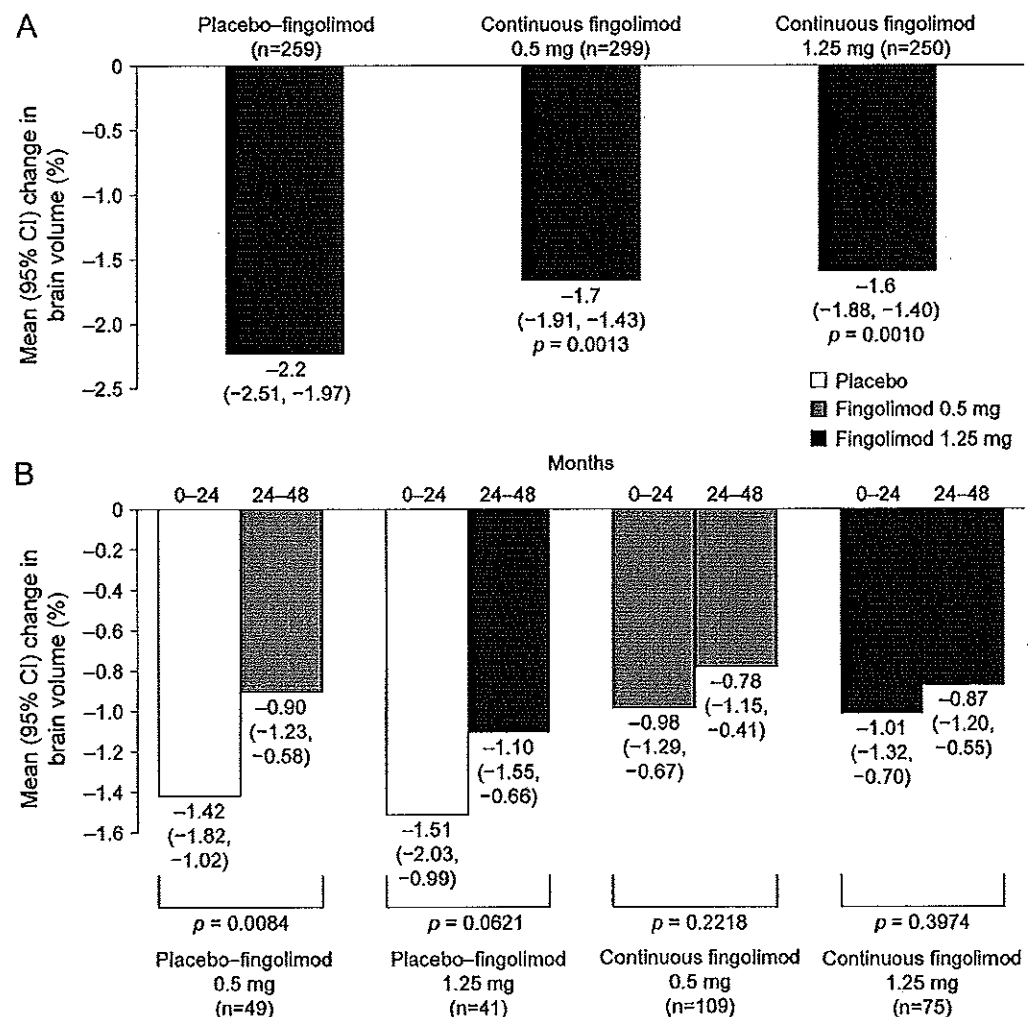 A
Placebo–fingolimod
(n=259)
Continuous fingolimod
0.5 mg (n=299)
Continuous fingolimod
1.25 mg (n=250)
Mean (95% CI) change in
brain volume (%)
0
–0.5
–1.0
–1.5
–2.0
–2.5
–2.2
(−2.51, −1.97)
–1.7
(−1.91, −1.43)
p = 0.0013
–1.6
(−1.88, −1.40)
p = 0.0010
Placebo
Fingolimod 0.5 mg
Fingolimod 1.25 mg
B
Months
0–24 24–48 0–24 24–48 0–24 24–48 0–24 24–48
Mean (95% CI) change in
brain volume (%)
0
–0.2
–0.4
–0.6
–0.8
–1.0
–1.2
–1.4
–1.6
–1.42
(−1.82,
−1.02)
–0.90
(−1.23,
−0.58)
–1.51
(−2.03,
−0.99)
–1.10
(−1.55,
−0.66)
–0.98
(−1.29,
−0.67)
–0.78
(−1.15,
−0.41)
–1.01
(−1.32,
−0.70)
–0.87
(−1.20,
−0.55)
p = 0.0084
p = 0.0621
p = 0.2218
p = 0.3974
Placebo–fingolimod
0.5 mg
(n=49)
Placebo–fingolimod
1.25 mg
(n=41)
Continuous fingolimod
0.5 mg
(n=109)
Continuous fingolimod
1.25 mg
(n=75)